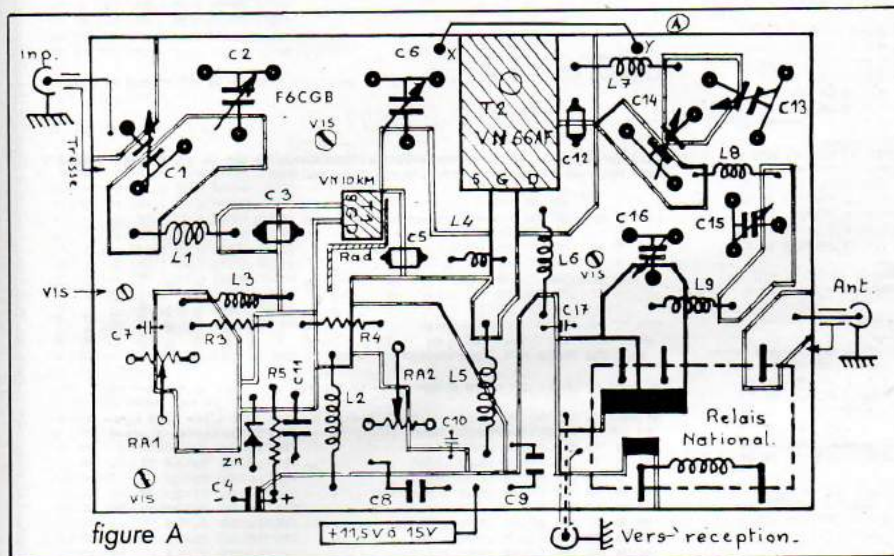 A
Inp.
C2
F6CGB
C6
X
Y
L7
C14
C13
T2
VN66AF
VIS
C12
Tresse
C1
L8
VN10KM
S G D
T1
S G D
C3
C16
C15
L1
Rad
C5
L4
L6
VIS
L9
Ant.
VIS
L3
C17
C7
R3
R4
R5
C11
L2
RA2
L5
RA1
C10
Relais
National.
Zn
VIS
C4
- +
C8
C9
figure A
+11,5V à 15V
Vers réception.